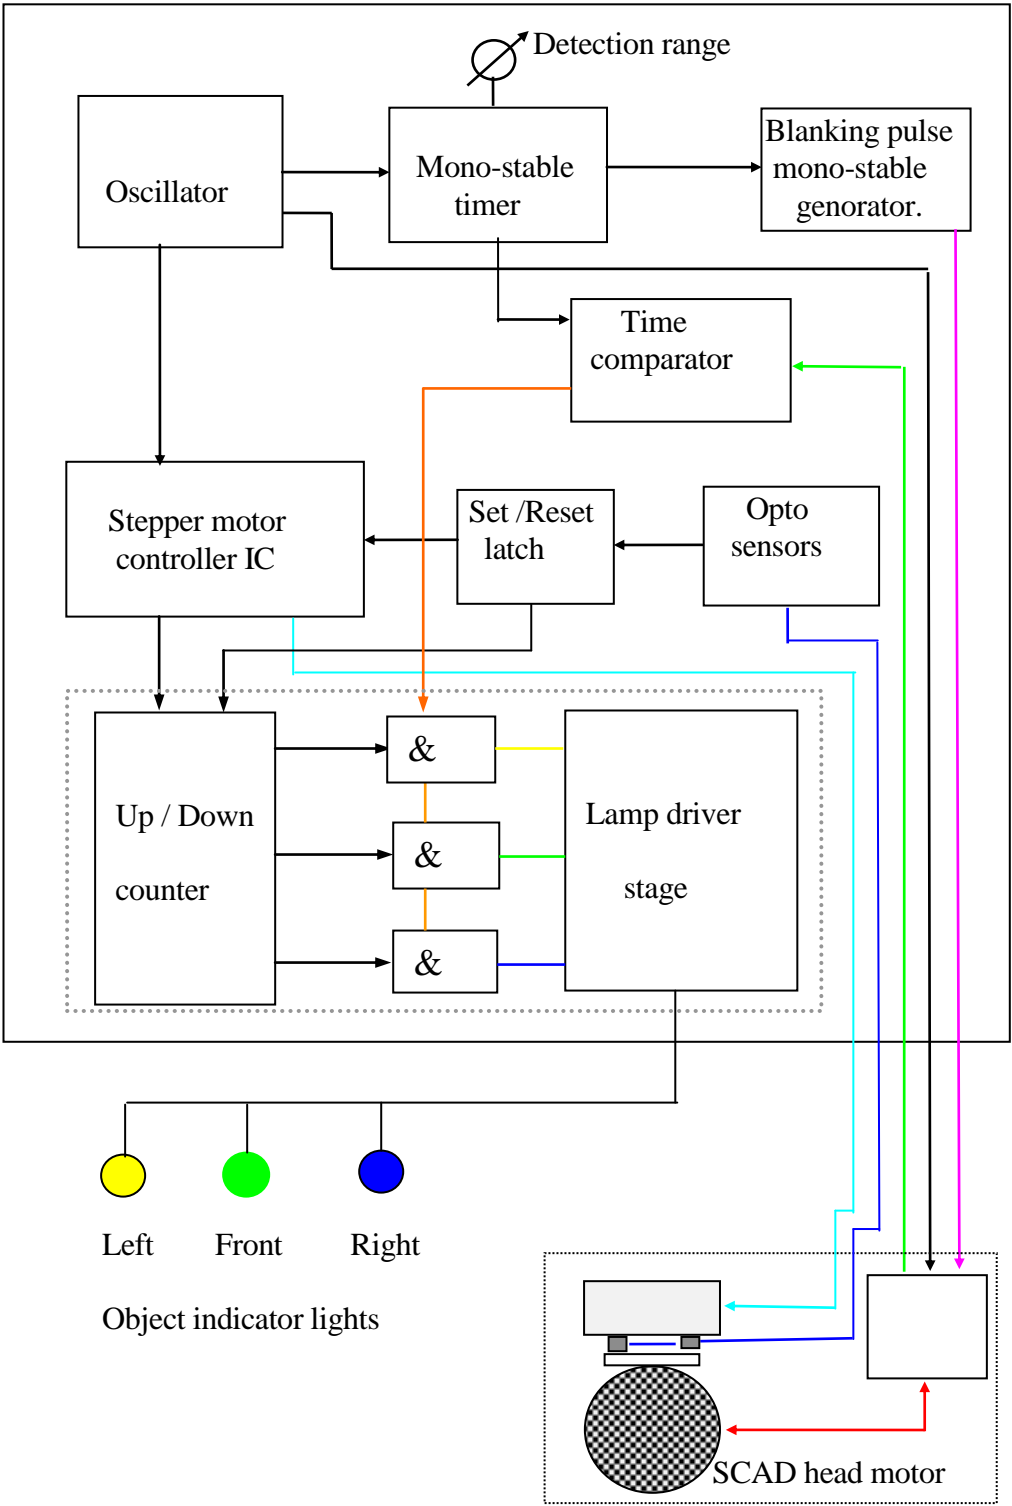 Detection range
Oscillator
Mono-stable
timer
Blanking pulse
mono-stable
genorator.
Time
comparator
Stepper motor
controller IC
Set /Reset
latch
Opto
sensors
Up / Down
counter
&
&
&
Lamp driver
stage
Left
Front
Right
Object indicator lights
SCAD head motor